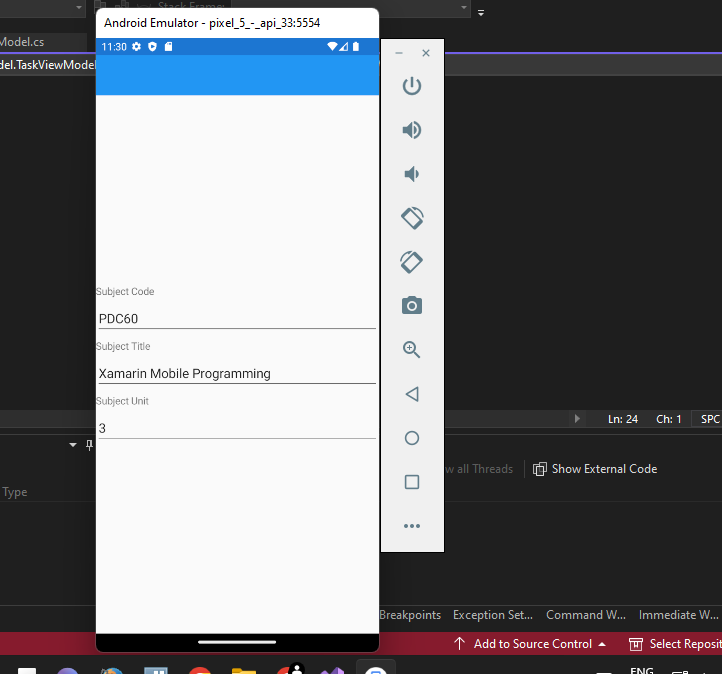 Stack Frame:
Android Emulator - pixel_5_-_api_33:5554
Model.cs
11:30
del.TaskViewModel
Subject Code
PDC60
Subject Title
Xamarin Mobile Programming
Subject Unit
3
Ln: 24 Ch: 1 SPC
w all Threads Show External Code
Type
Breakpoints Exception Set... Command W... Immediate W...
Add to Source Control Select Reposit
ENG